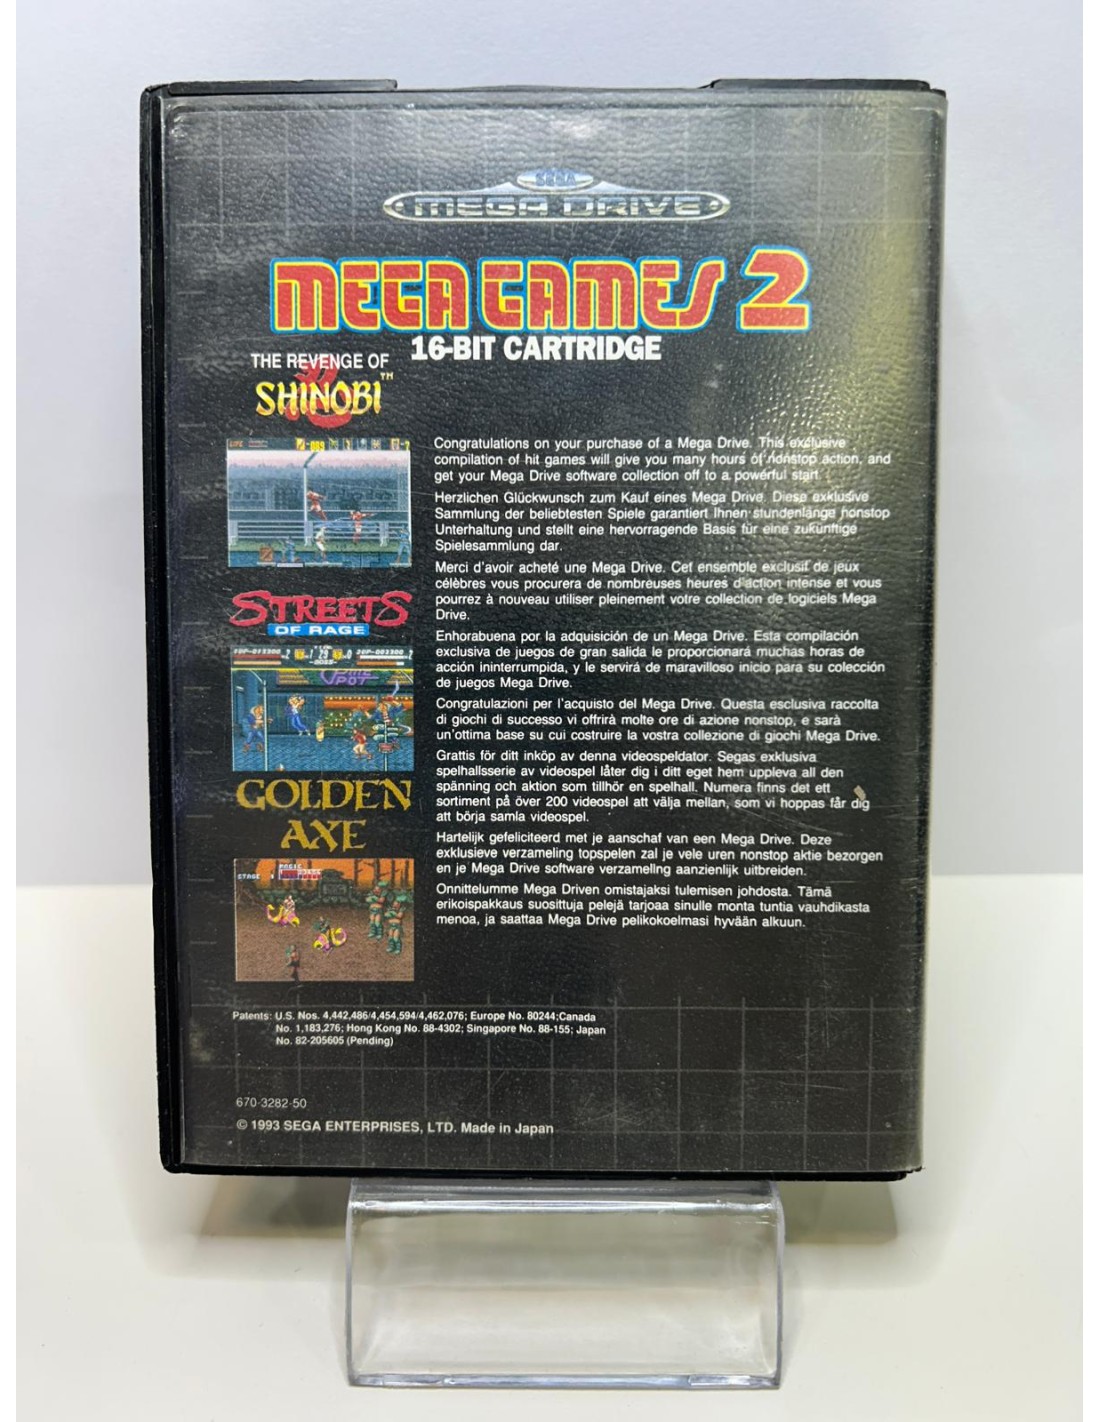 SEGA
MEGA DRIVE
MEGA GAMES 2
16-BIT CARTRIDGE
THE REVENGE OF
SHINOBI™
Congratulations on your purchase of a Mega Drive. This exclusive
compilation of hit games will give you many hours of nonstop action, and
get your Mega Drive software collection off to a powerful start.
Herzlichen Glückwunsch zum Kauf eines Mega Drive. Diese exklusive
Sammlung der beliebtesten Spiele garantiert Ihnen stundenlange nonstop
Unterhaltung und stellt eine hervorragende Basis für eine zukünftige
Spielesammlung dar.
Merci d'avoir acheté une Mega Drive. Cet ensemble exclusif de jeux
célèbres vous procurera de nombreuses heures d'action intense et vous
pourrez à nouveau utiliser pleinement votre collection de logiciels Mega
Drive.
STREETS
OF RAGE
Enhorabuena por la adquisición de un Mega Drive. Esta compilación
exclusiva de juegos de gran salida le proporcionará muchas horas de
acción ininterrumpida, y le servirá de maravilloso inicio para su colección
de juegos Mega Drive.
Congratulazioni per l'acquisto del Mega Drive. Questa esclusiva raccolta
di giochi di successo vi offrirà molte ore di azione nonstop, e sarà
un'ottima base su cui costruire la vostra collezione di giochi Mega Drive.
Grattis för ditt inköp av denna videospeldator. Segas exklusiva
spelhallsserie av videospel låter dig i ditt eget hem uppleva all den
spänning och aktion som tillhör en spelhall. Numera finns det ett
sortiment på över 200 videospel att välja mellan, som vi hoppas får dig
att börja samla videospel.
GOLDEN
AXE
Hartelijk gefeliciteerd met je aanschaf van een Mega Drive. Deze
exklusieve verzameling topspelen zal je vele uren nonstop aktie bezorgen
en je Mega Drive software verzameling aanzienlijk uitbreiden.
Onnittelumme Mega Driven omistajaksi tulemisen johdosta. Tämä
erikoispakkaus suosittuja pelejä tarjoaa sinulle monta tuntia vauhdikasta
menoa, ja saattaa Mega Drive pelikokoelmasi hyvään alkuun.
STAGE
MAGIC
Patents: U.S. Nos. 4,442,486/4,454,594/4,462,076; Europe No. 80244;Canada
No. 1,183,276; Hong Kong No. 88-4302; Singapore No. 88-155; Japan
No. 82-205605 (Pending)
670-3282-50
© 1993 SEGA ENTERPRISES, LTD. Made in Japan